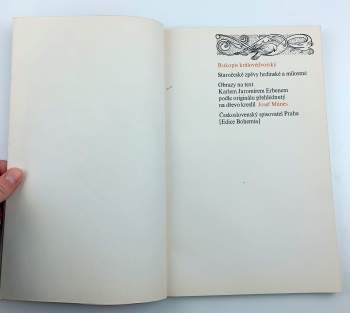 Rukopis královédvorský
Staročeské zpěvy hrdinské a milostné
Obrazy na text
Karlem Jaromírem Erbenem
podle originálu přehlédnutý
na dřevo kreslil Josef Mánes
Československý spisovatel Praha
[Edice Bohemia]